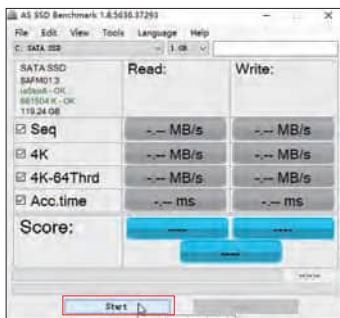 AS SSD Benchmark 1.8.5636.37293
File Edit View Tools Language Help
C: SATA SSD 1 GB
SATA SSD Read: Write:
SAFM01.3
iaStorA - OK
661504 K - OK
119.24 GB
Seq -.-- MB/s -.-- MB/s
4K -.-- MB/s -.-- MB/s
4K-64Thrd -.-- MB/s -.-- MB/s
Acc.time -.-- ms -.-- ms
Score: ---- ----
----
Start